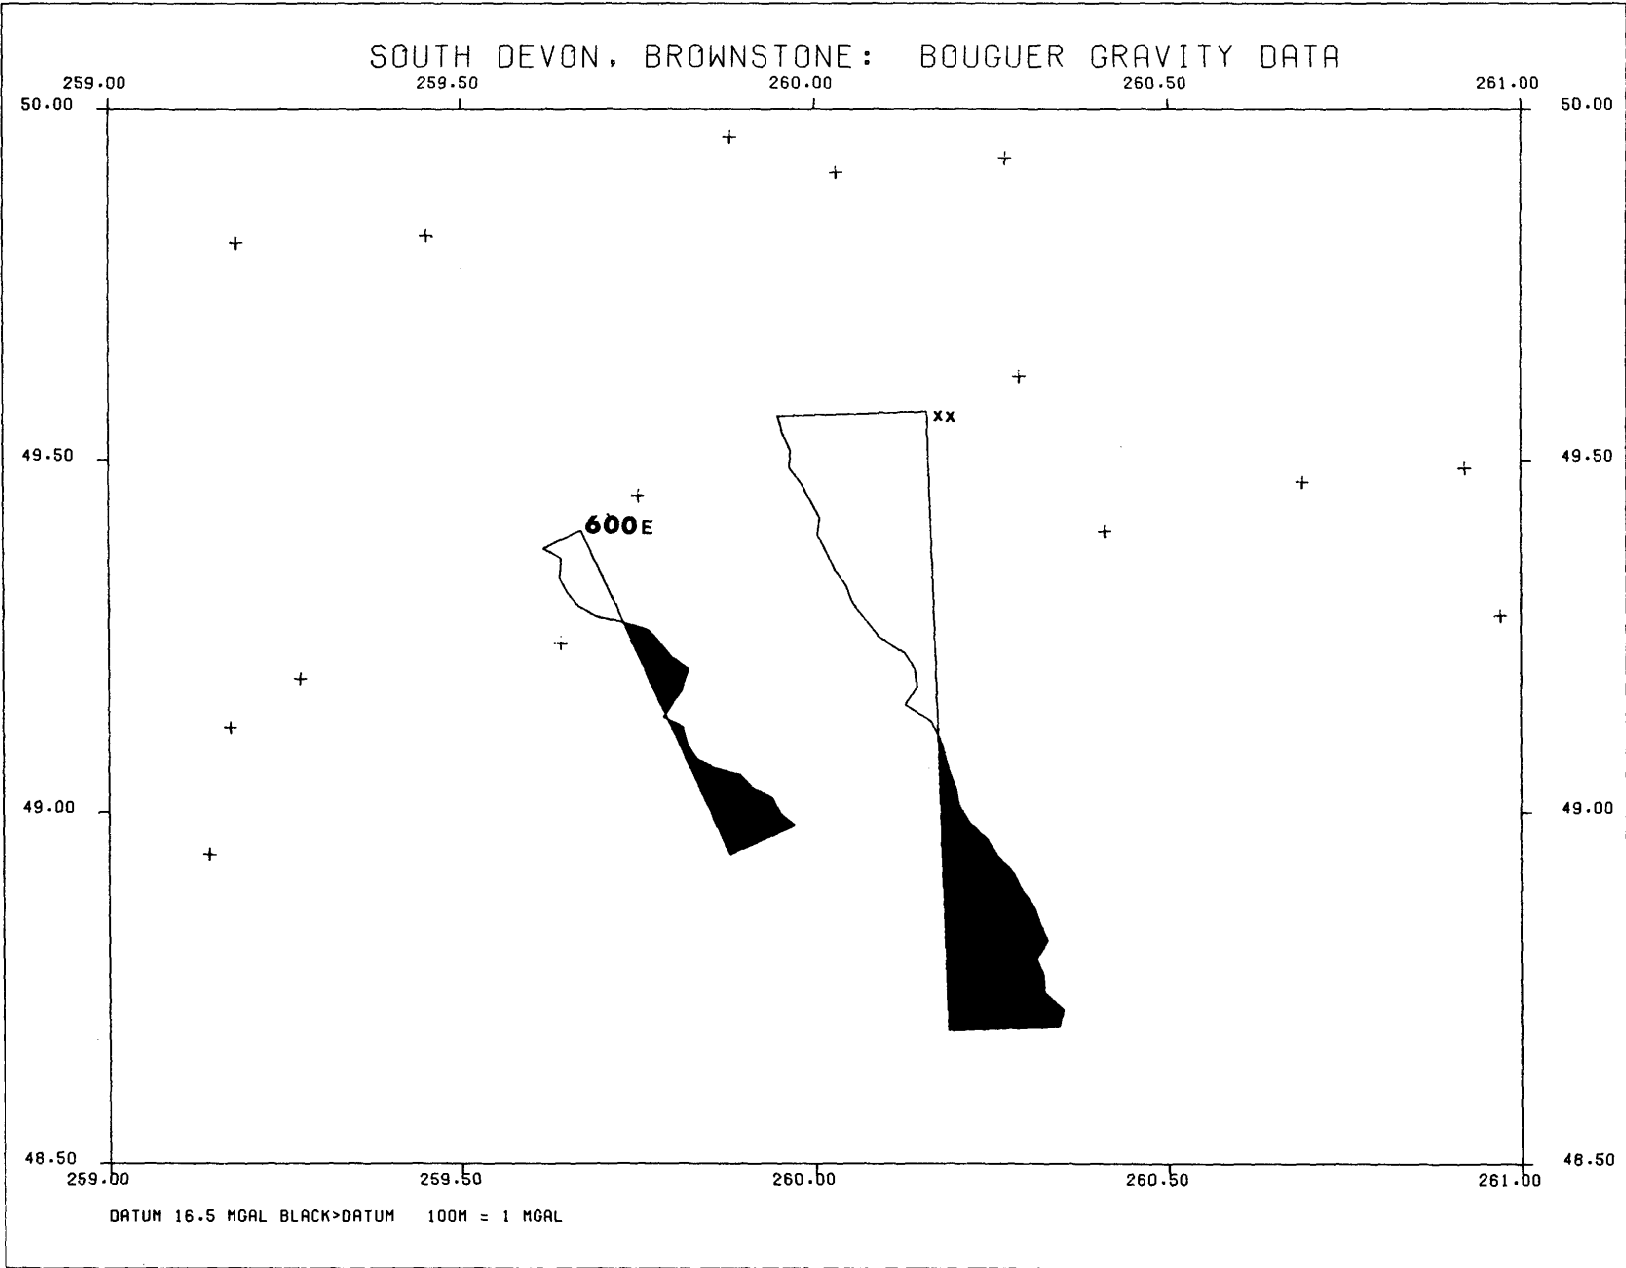 SOUTH DEVON, BROWNSTONE: BOUGUER GRAVITY DATA
259.00 259.50 260.00 260.50 261.00
50.00 50.00
xx
49.50 49.50
600E
49.00 49.00
48.50 48.50
259.00 259.50 260.00 260.50 261.00
DATUM 16.5 MGAL BLACK>DATUM 100M = 1 MGAL